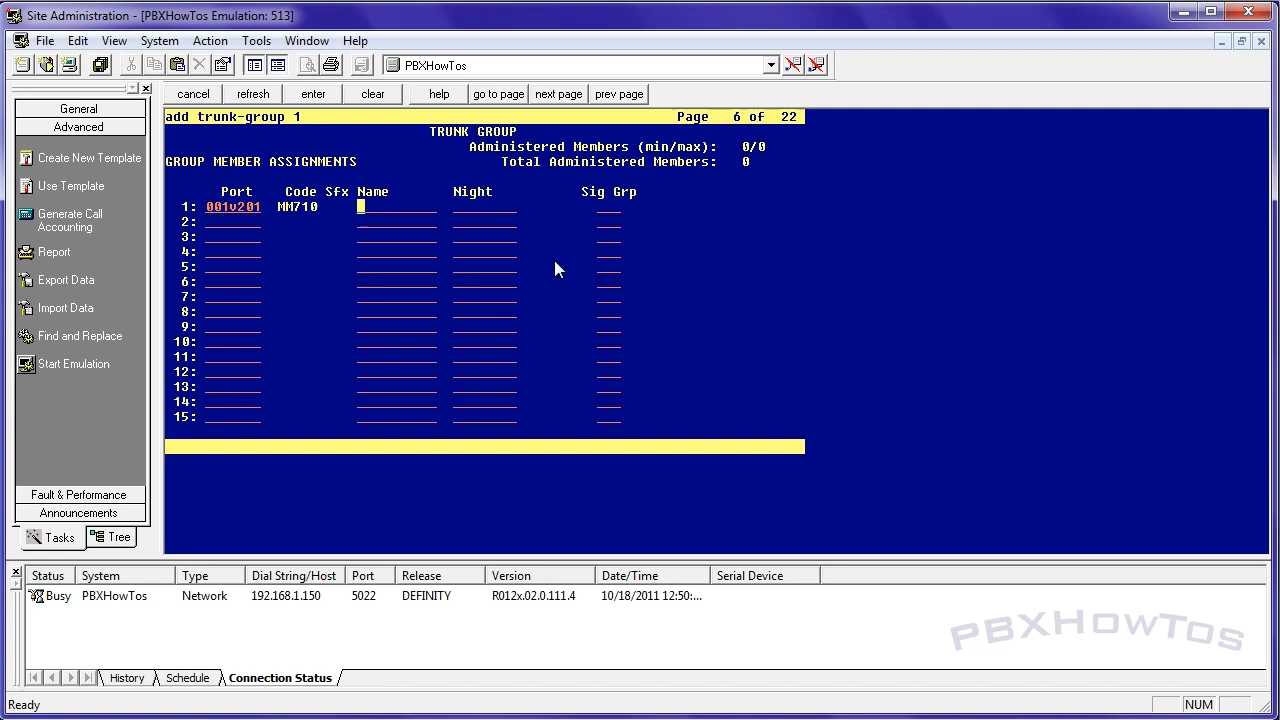 Site Administration - [PBXHowTos Emulation: 513]
File Edit View System Action Tools Window Help
PBXHowTos
cancel refresh enter clear help go to page next page prev page
General
Advanced
Create New Template
Use Template
Generate Call
Accounting
Report
Export Data
Import Data
Find and Replace
Start Emulation
Fault & Performance
Announcements
Tasks Tree
add trunk-group 1 Page 6 of 22
TRUNK GROUP
Administered Members (min/max): 0/0
GROUP MEMBER ASSIGNMENTS Total Administered Members: 0
Port Code Sfx Name Night Sig Grp
1: 001v201 MM710
2:
3:
4:
5:
6:
7:
8:
9:
10:
11:
12:
13:
14:
15:
Status System Type Dial String/Host Port Release Version Date/Time Serial Device
Busy PBXHowTos Network 192.168.1.150 5022 DEFINITY R012x.02.0.111.4 10/18/2011 12:50:...
PBXHowTos
History Schedule Connection Status
Ready NUM